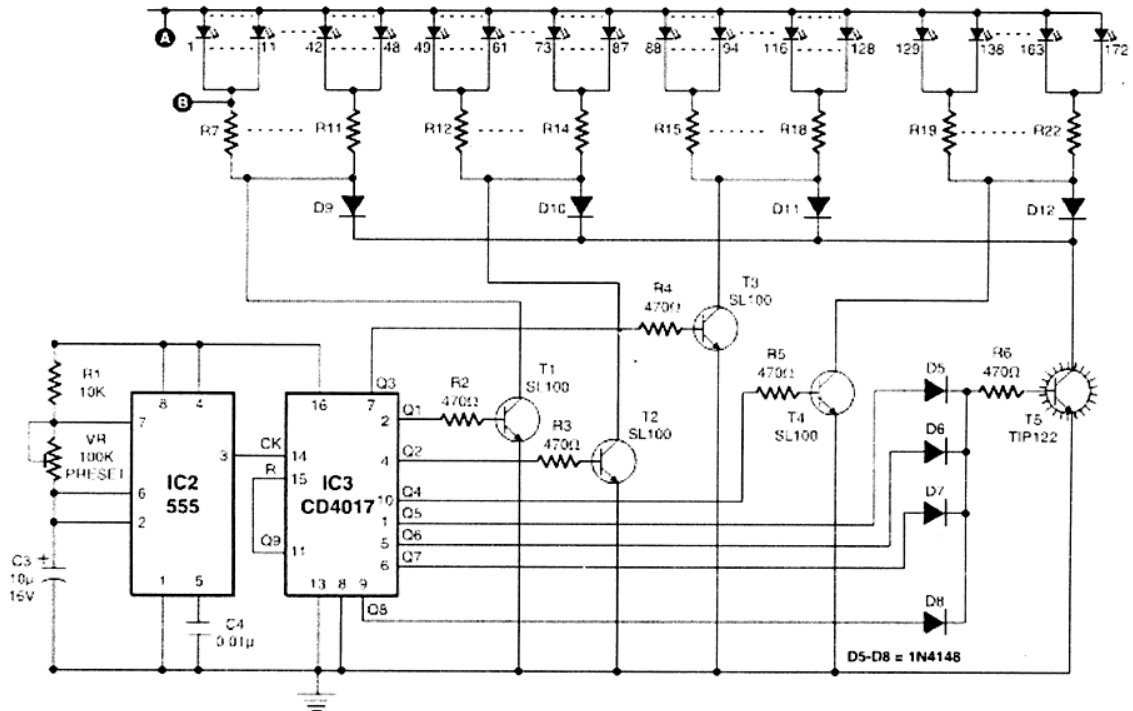 A
1 11 42 48 49 61 73 87 88 94 116 128 129 138 163 172
B
R7 R11 R12 R14 R15 R18 R19 R22
D9 D10 D11 D12
R4
470Ω
T3
SL100
R1
10K
R5
470Ω
D5
R6
470Ω
T1
SL100
Q3
R2
470Ω
8 4
16 7
Q1
2
T5
TIP122
T4
SL100
T2
SL100
R3
470Ω
D6
7
VR
100K
PRESET
3
CK
14
Q2
4
R
15
6
IC2
555
IC3
CD4017
Q4
10
D7
2
Q5
1
Q6
5
Q9
11
Q7
6
C3
+
10μ
16V
1 5
13 8 9
Q8
D8
C4
0.01μ
D5-D8 = 1N4148